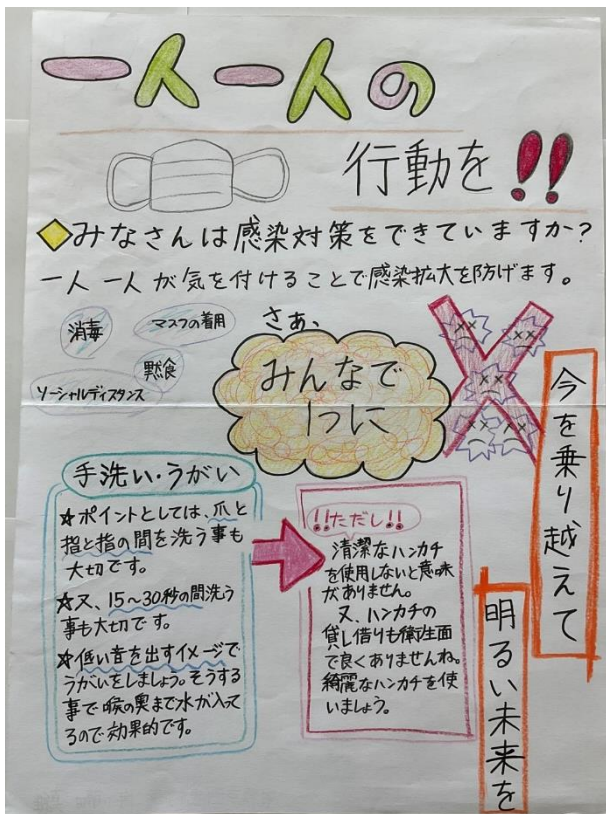 一人一人の
行動を!!
◆みなさんは感染対策をできていますか?
一人一人が気を付けることで感染拡大を防げます。
消毒
マスクの着用
黙食
ソーシャルディスタンス
さぁ、
みんなで
1つに
今を乗り越えて
明るい未来を
手洗い・うがい
☆ポイントとしては、爪と
指と指の間を洗う事も
大切です。
☆又、15〜30秒の間洗う
事も大切です。
☆低い音を出すイメージで
うがいをしましょう。そうする
事で喉の奥まで水が入って
るので効果的です。
!!ただし!!
清潔なハンカチ
を使用しないと意味
がありません。
又、ハンカチの
貸し借りも衛生面
で良くありませんね。
綺麗なハンカチを使
いましょう。